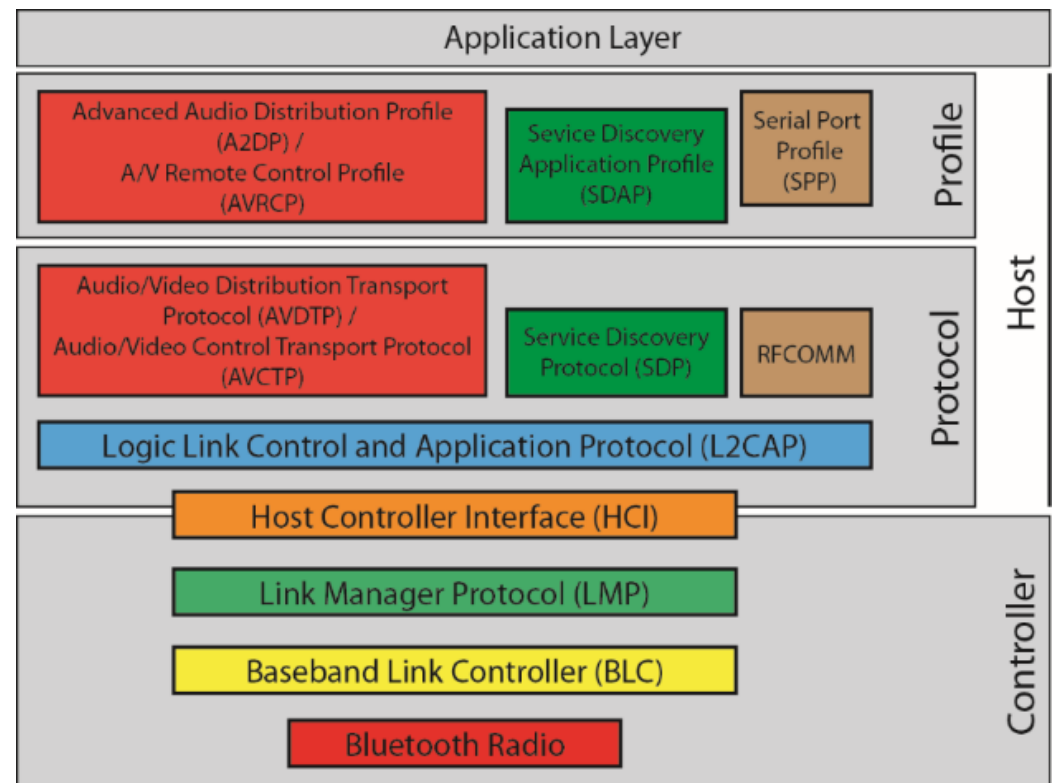 Application Layer
Advanced Audio Distribution Profile
(A2DP) /
A/V Remote Control Profile
(AVRCP)
Sevice Discovery
Application Profile
(SDAP)
Serial Port
Profile
(SPP)
Profile
Host
Audio/Video Distribution Transport
Protocol (AVDTP) /
Audio/Video Control Transport Protocol
(AVCTP)
Service Discovery
Protocol (SDP)
RFCOMM
Protocol
Logic Link Control and Application Protocol (L2CAP)
Host Controller Interface (HCI)
Link Manager Protocol (LMP)
Baseband Link Controller (BLC)
Bluetooth Radio
Controller